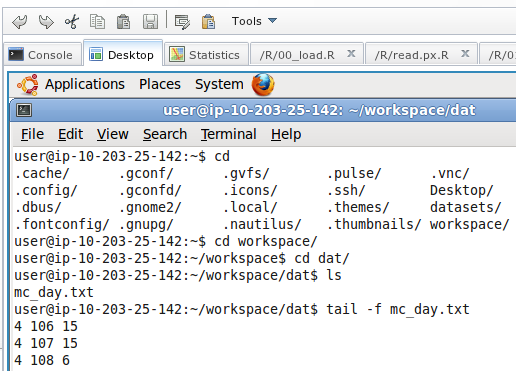 Tools
Console Desktop Statistics /R/00_load.R /R/read.px.R
Applications Places System
user@ip-10-203-25-142: ~/workspace/dat
File Edit View Search Terminal Help
user@ip-10-203-25-142:~$ cd
.cache/ .gconf/ .gvfs/ .pulse/ .vnc/
.config/ .gconfd/ .icons/ .ssh/ Desktop/
.dbus/ .gnome2/ .local/ .themes/ datasets/
.fontconfig/ .gnupg/ .nautilus/ .thumbnails/ workspace/
user@ip-10-203-25-142:~$ cd workspace/
user@ip-10-203-25-142:~/workspace$ cd dat/
user@ip-10-203-25-142:~/workspace/dat$ ls
mc_day.txt
user@ip-10-203-25-142:~/workspace/dat$ tail -f mc_day.txt
4 106 15
4 107 15
4 108 6